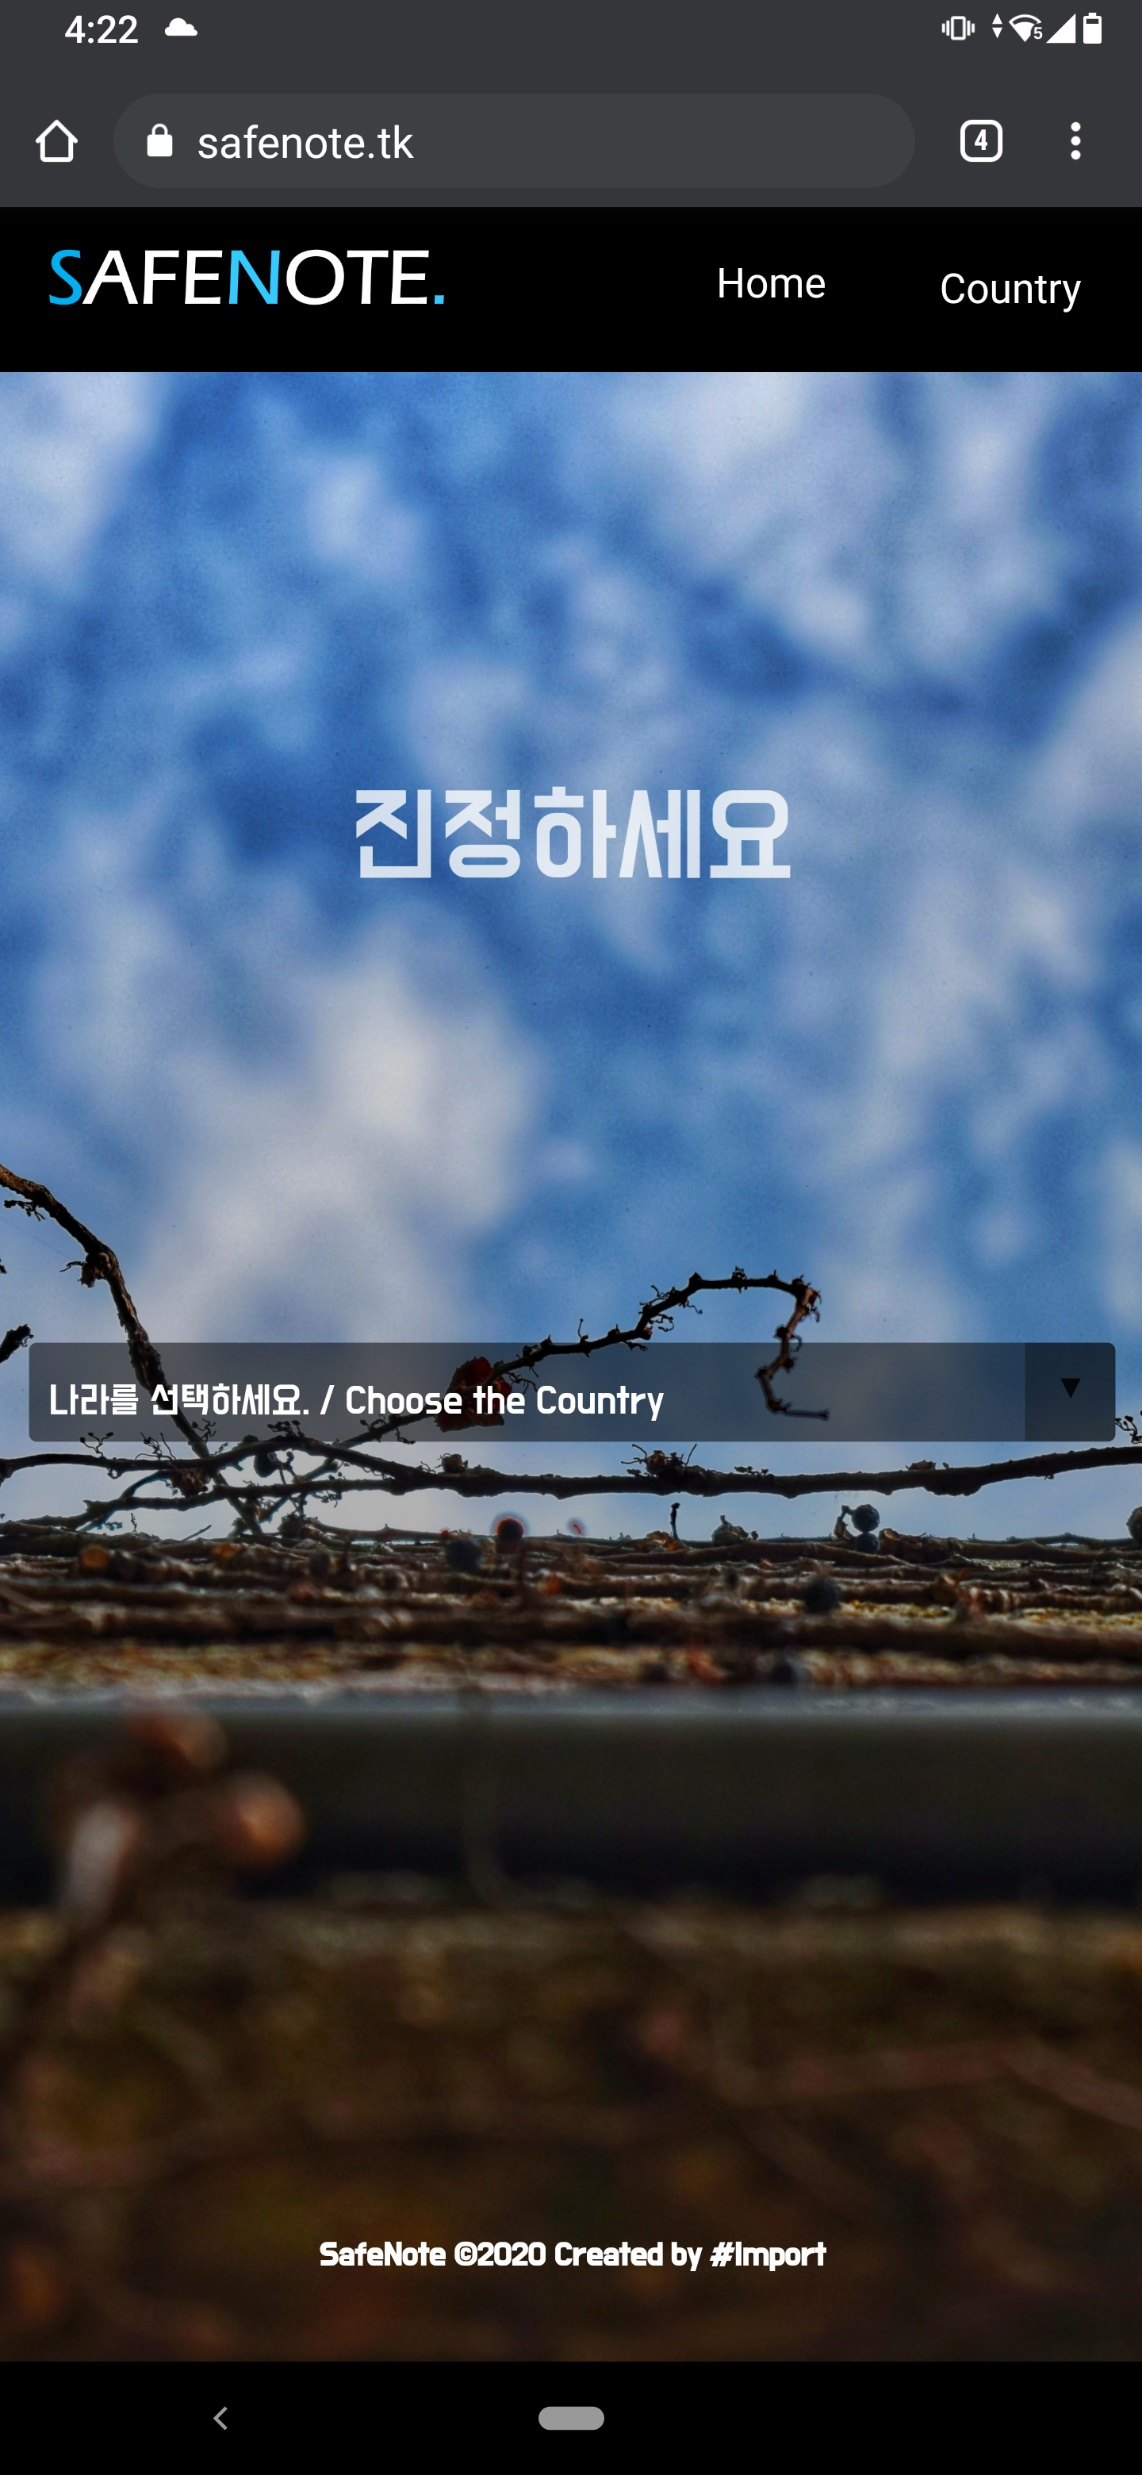 4:22
5
safenote.tk
4
SAFENOTE.
Home
Country
진정하세요
나라를 선택하세요. / Choose the Country
SafeNote ©2020 Created by #Import